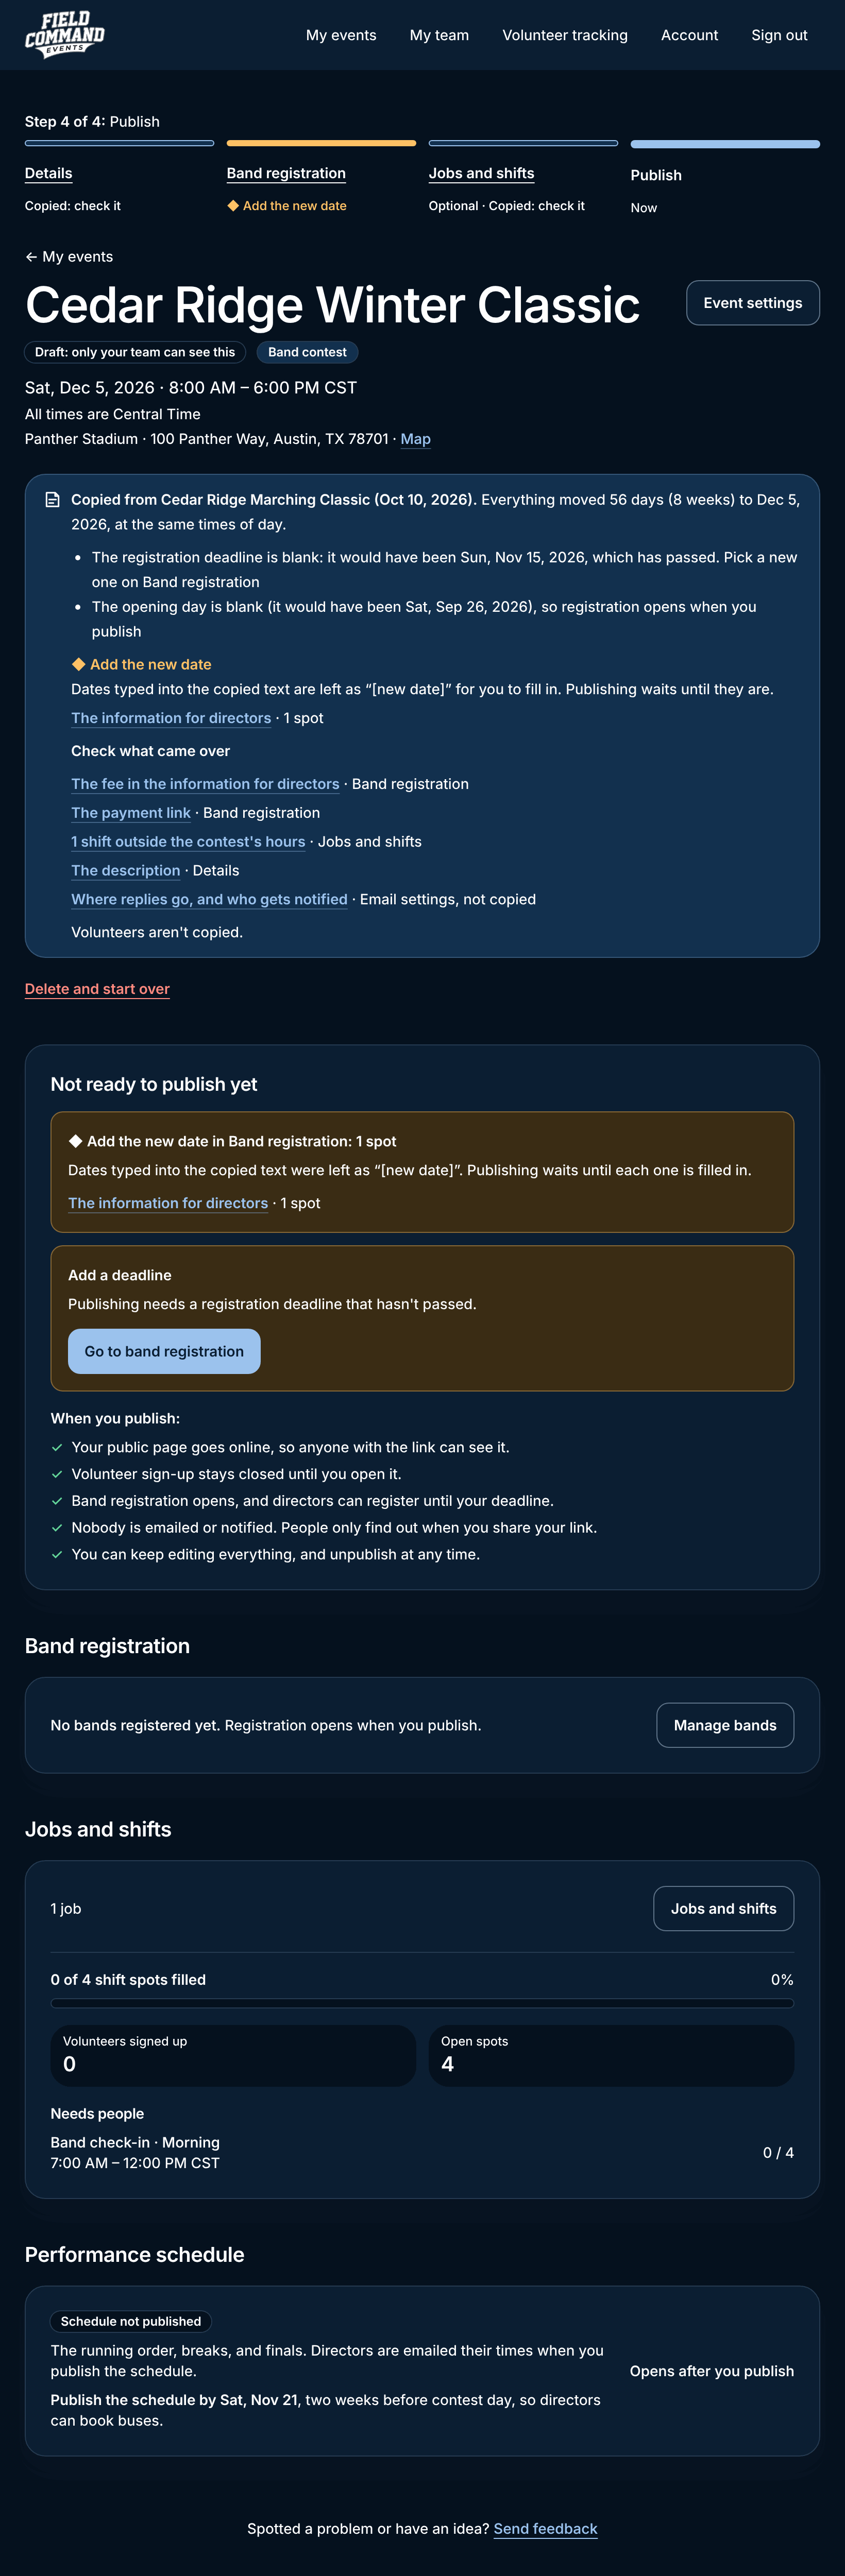 FIELD
COMMAND
EVENTS
My events
My team
Volunteer tracking
Account
Sign out
Step 4 of 4: Publish
Details
Copied: check it
Band registration
◆ Add the new date
Jobs and shifts
Optional · Copied: check it
Publish
Now
← My events
Cedar Ridge Winter Classic
Event settings
Draft: only your team can see this
Band contest
Sat, Dec 5, 2026 · 8:00 AM – 6:00 PM CST
All times are Central Time
Panther Stadium · 100 Panther Way, Austin, TX 78701 · Map
Copied from Cedar Ridge Marching Classic (Oct 10, 2026). Everything moved 56 days (8 weeks) to Dec 5,
2026, at the same times of day.
• The registration deadline is blank: it would have been Sun, Nov 15, 2026, which has passed. Pick a new
one on Band registration
• The opening day is blank (it would have been Sat, Sep 26, 2026), so registration opens when you
publish
◆ Add the new date
Dates typed into the copied text are left as “[new date]” for you to fill in. Publishing waits until they are.
The information for directors · 1 spot
Check what came over
The fee in the information for directors · Band registration
The payment link · Band registration
1 shift outside the contest's hours · Jobs and shifts
The description · Details
Where replies go, and who gets notified · Email settings, not copied
Volunteers aren't copied.
Delete and start over
Not ready to publish yet
◆ Add the new date in Band registration: 1 spot
Dates typed into the copied text were left as “[new date]”. Publishing waits until each one is filled in.
The information for directors · 1 spot
Add a deadline
Publishing needs a registration deadline that hasn't passed.
Go to band registration
When you publish:
✓ Your public page goes online, so anyone with the link can see it.
✓ Volunteer sign-up stays closed until you open it.
✓ Band registration opens, and directors can register until your deadline.
✓ Nobody is emailed or notified. People only find out when you share your link.
✓ You can keep editing everything, and unpublish at any time.
Band registration
No bands registered yet. Registration opens when you publish.
Manage bands
Jobs and shifts
1 job
Jobs and shifts
0 of 4 shift spots filled
0%
Volunteers signed up
0
Open spots
4
Needs people
Band check-in · Morning
7:00 AM – 12:00 PM CST
0 / 4
Performance schedule
Schedule not published
The running order, breaks, and finals. Directors are emailed their times when you
publish the schedule.
Opens after you publish
Publish the schedule by Sat, Nov 21, two weeks before contest day, so directors
can book buses.
Spotted a problem or have an idea? Send feedback